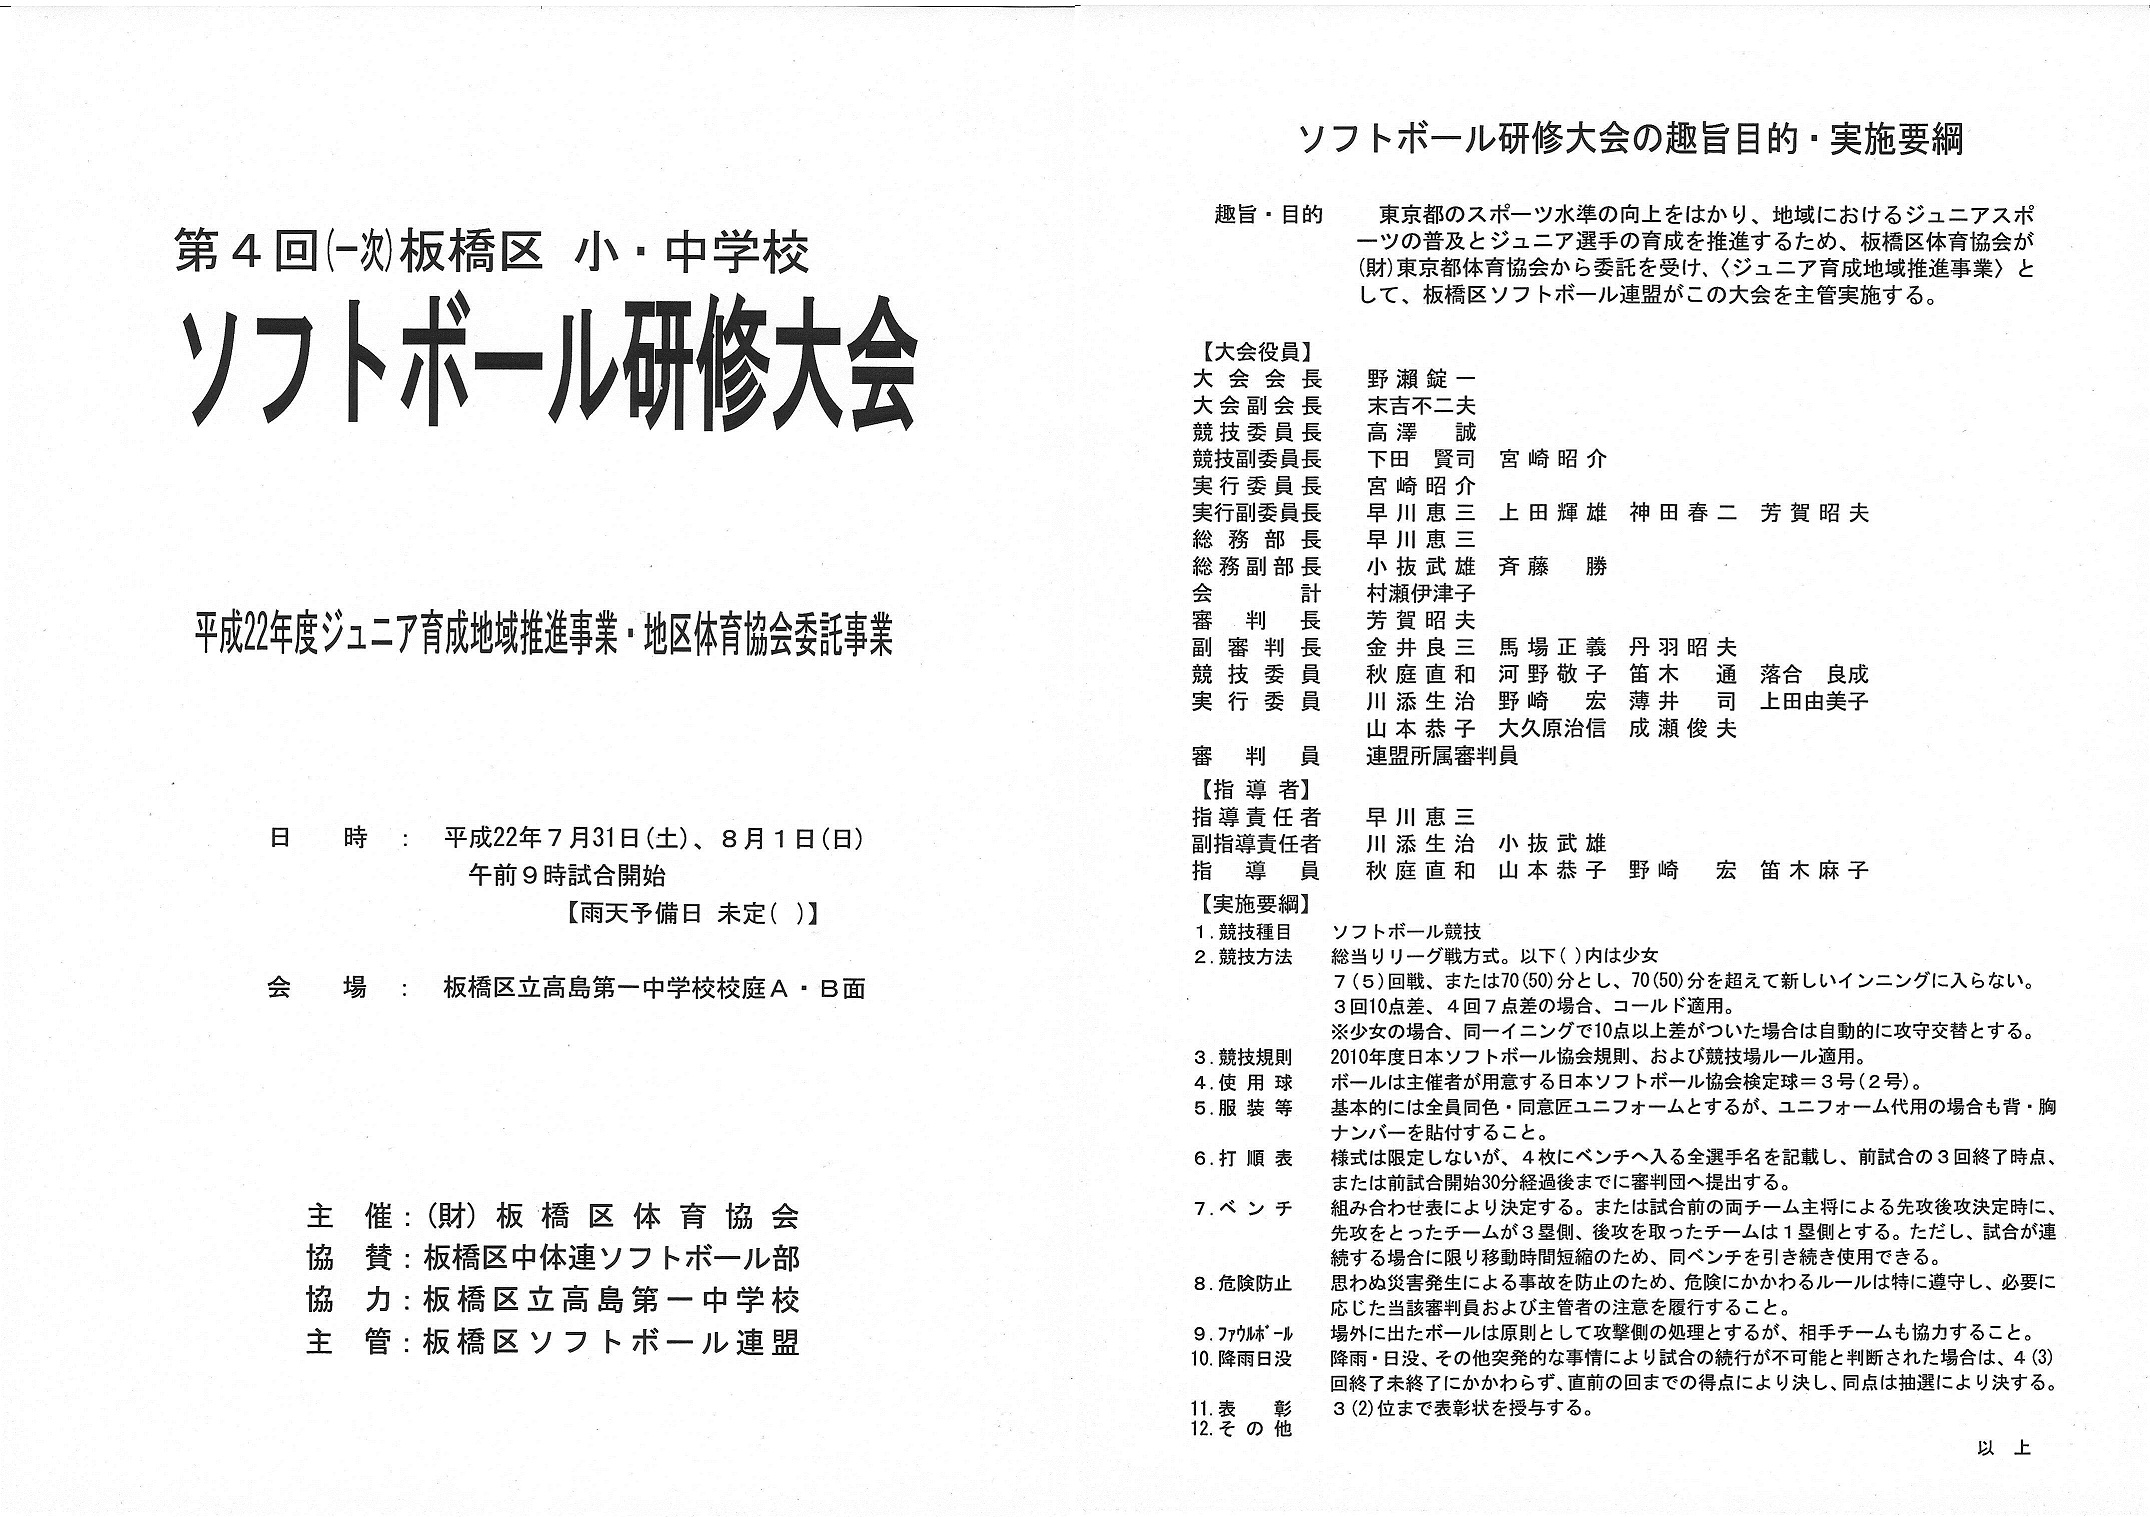 第４回(一次)板橋区 小・中学校
ソフトボール研修大会
平成22年度ジュニア育成地域推進事業・地区体育協会委託事業
日　時　：　平成22年７月31日(土)、８月１日(日)
午前９時試合開始
【雨天予備日 未定( )】
会　場　：　板橋区立高島第一中学校校庭Ａ・Ｂ面
主　催：(財)板橋区体育協会
協　賛：板橋区中体連ソフトボール部
協　力：板橋区立高島第一中学校
主　管：板橋区ソフトボール連盟
ソフトボール研修大会の趣旨目的・実施要綱
趣旨・目的　東京都のスポーツ水準の向上をはかり、地域におけるジュニアスポ
ーツの普及とジュニア選手の育成を推進するため、板橋区体育協会が
(財)東京都体育協会から委託を受け、〈ジュニア育成地域推進事業〉と
して、板橋区ソフトボール連盟がこの大会を主管実施する。
【大会役員】
大会会長　野瀬錠一
大会副会長　末吉不二夫
競技委員長　高澤　誠
競技副委員長　下田　賢司　宮崎昭介
実行委員長　宮崎昭介
実行副委員長　早川恵三　上田輝雄　神田春二　芳賀昭夫
総務部長　早川恵三
総務副部長　小抜武雄　斉藤　勝
会計　村瀬伊津子
審判長　芳賀昭夫
副審判長　金井良三　馬場正義　丹羽昭夫
競技委員　秋庭直和　河野敬子　笛木　通　落合　良成
実行委員　川添生治　野崎　宏　薄井　司　上田由美子
山本恭子　大久原治信　成瀬俊夫
審判員　連盟所属審判員
【指導者】
指導責任者　早川恵三
副指導責任者　川添生治　小抜武雄
指導員　秋庭直和　山本恭子　野崎　宏　笛木麻子
【実施要綱】
1.競技種目　ソフトボール競技
2.競技方法　総当りリーグ戦方式。以下( )内は少女
７(５)回戦、または70(50)分とし、70(50)分を超えて新しいインニングに入らない。
３回10点差、４回７点差の場合、コールド適用。
※少女の場合、同一イニングで10点以上差がついた場合は自動的に攻守交替とする。
3.競技規則　2010年度日本ソフトボール協会規則、および競技場ルール適用。
4.使用球　ボールは主催者が用意する日本ソフトボール協会検定球＝３号(２号)。
5.服装等　基本的には全員同色・同意匠ユニフォームとするが、ユニフォーム代用の場合も背・胸
ナンバーを貼付すること。
6.打順表　様式は限定しないが、４枚にベンチへ入る全選手名を記載し、前試合の３回終了時点、
または前試合開始30分経過後までに審判団へ提出する。
7.ベンチ　組み合わせ表により決定する。または試合前の両チーム主将による先攻後攻決定時に、
先攻をとったチームが３塁側、後攻を取ったチームは１塁側とする。ただし、試合が連
続する場合に限り移動時間短縮のため、同ベンチを引き続き使用できる。
8.危険防止　思わぬ災害発生による事故を防止のため、危険にかかわるルールは特に遵守し、必要に
応じた当該審判員および主管者の注意を履行すること。
9.ﾌｧｳﾙﾎﾞｰﾙ　場外に出たボールは原則として攻撃側の処理とするが、相手チームも協力すること。
10.降雨日没　降雨・日没、その他突発的な事情により試合の続行が不可能と判断された場合は、４(3)
回終了未終了にかかわらず、直前の回までの得点により決し、同点は抽選により決する。
11.表彰　３(2)位まで表彰状を授与する。
12.その他
以　上